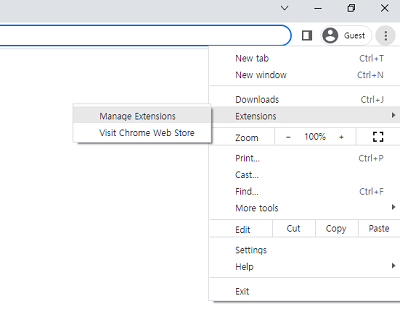 Guest
New tab Ctrl+T
New window Ctrl+N
Downloads Ctrl+J
Extensions
Manage Extensions
Visit Chrome Web Store
Zoom - 100% +
Print... Ctrl+P
Cast...
Find... Ctrl+F
More tools
Edit Cut Copy Paste
Settings
Help
Exit